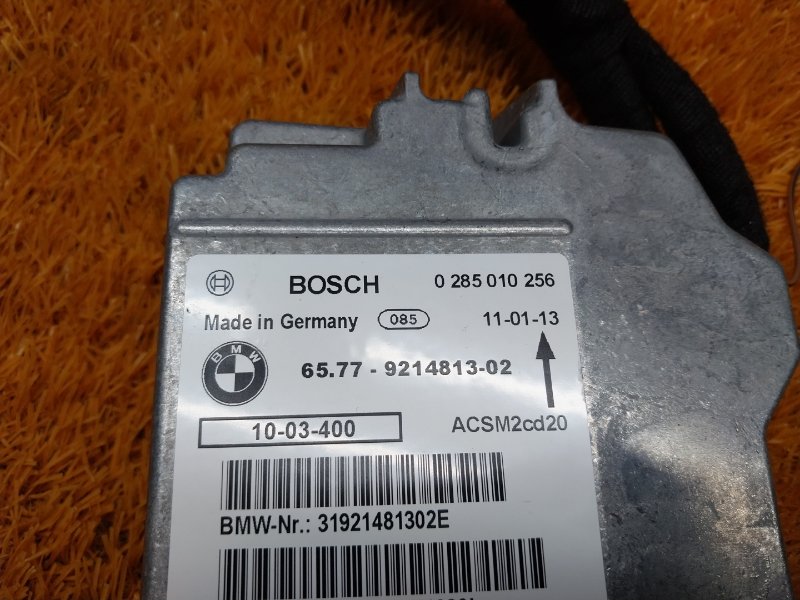 BOSCH 0 285 010 256
Made in Germany 085 11-01-13
BMW 65.77 - 9214813-02
10-03-400 ACSM2cd20
BMW-Nr.: 31921481302E